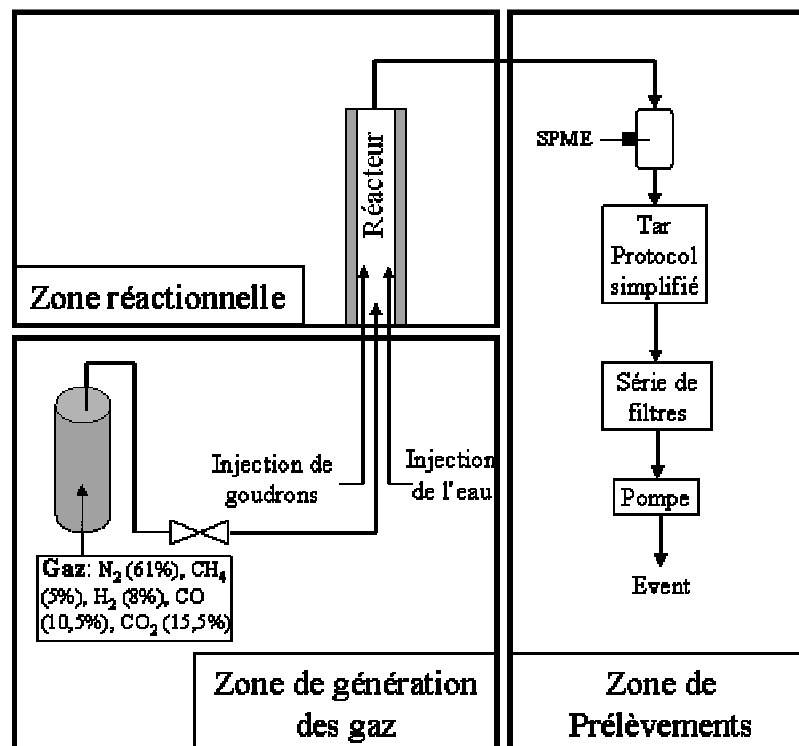 Réacteur
Zone réactionnelle
SPME
Tar
Protocol
simplifié
Série de
filtres
Pompe
Event
Zone de
Prélèvements
Injection de
goudrons
Injection
de l'eau
Gaz: N₂ (61%), CH₄
(5%), H₂ (8%), CO
(10,5%), CO₂ (15,5%)
Zone de génération
des gaz